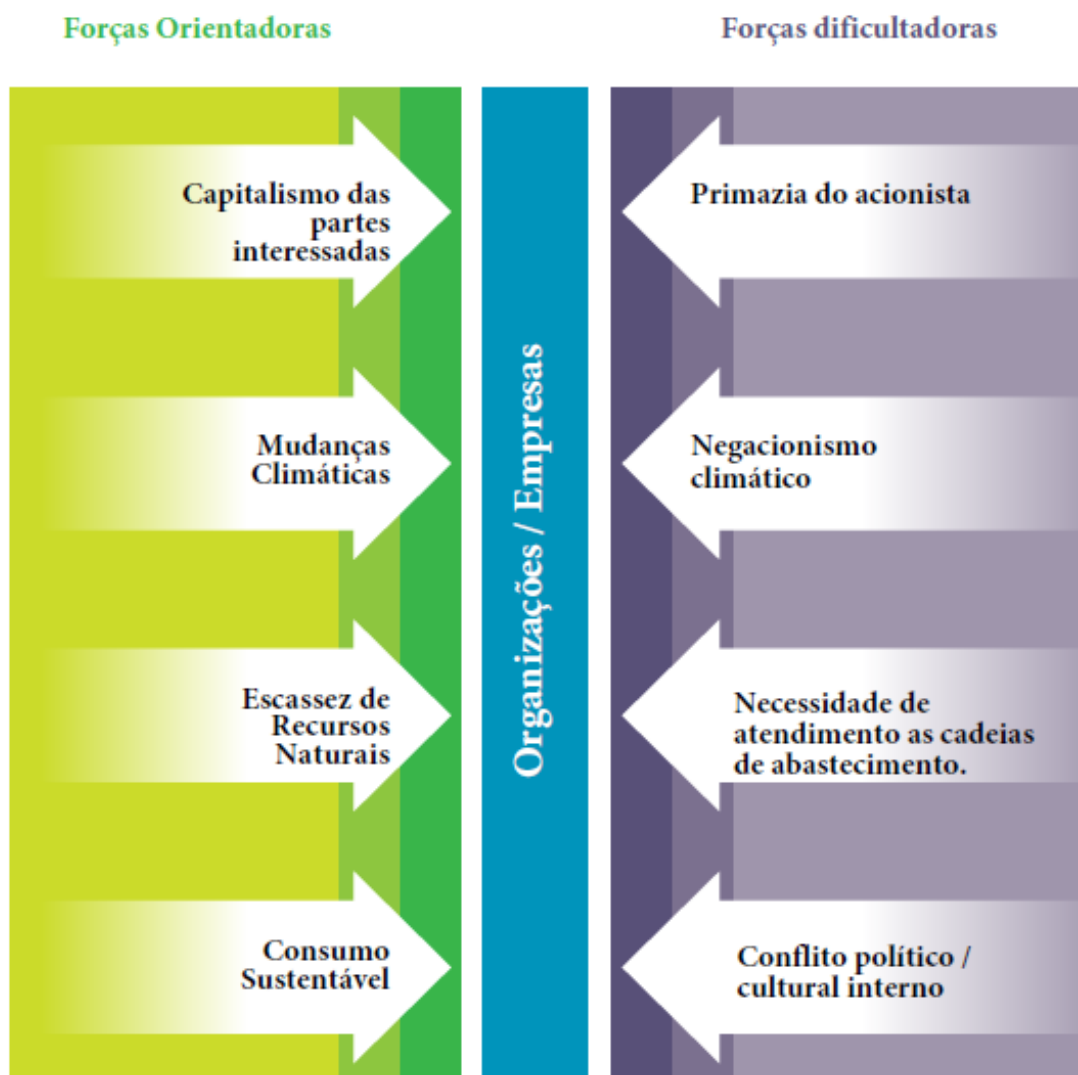 Forças Orientadoras
Forças dificultadoras
Capitalismo das
partes
interessadas
Primazia do acionista
Mudanças
Climáticas
Negacionismo
climático
Escassez de
Recursos
Naturais
Necessidade de
atendimento as cadeias
de abastecimento.
Consumo
Sustentável
Conflito político /
cultural interno
Organizações / Empresas